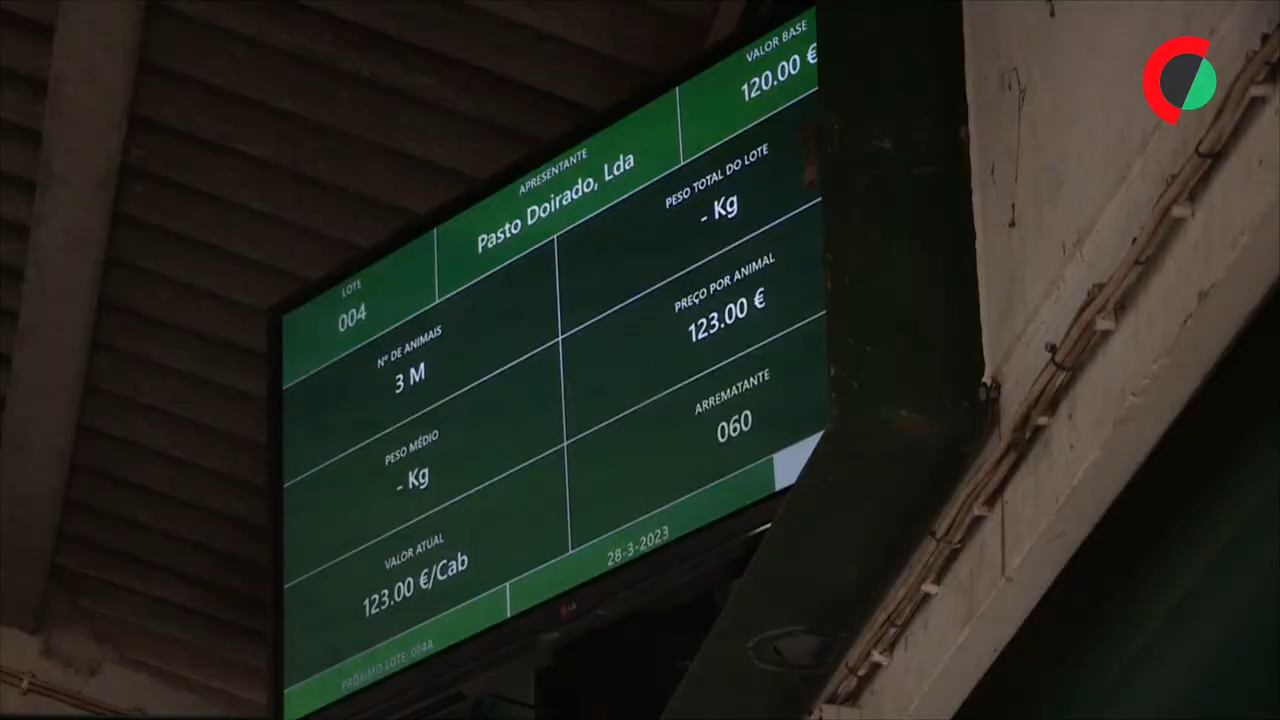 LOTE
004
APRESENTANTE
Pasto Doirado, Lda
VALOR BASE
120.00 €
Nº DE ANIMAIS
3 M
PESO TOTAL DO LOTE
- Kg
PESO MÉDIO
- Kg
PREÇO POR ANIMAL
123.00 €
VALOR ATUAL
123.00 €/Cab
ARREMATANTE
060
PRÓXIMO LOTE: 004A
28-3-2023
LG